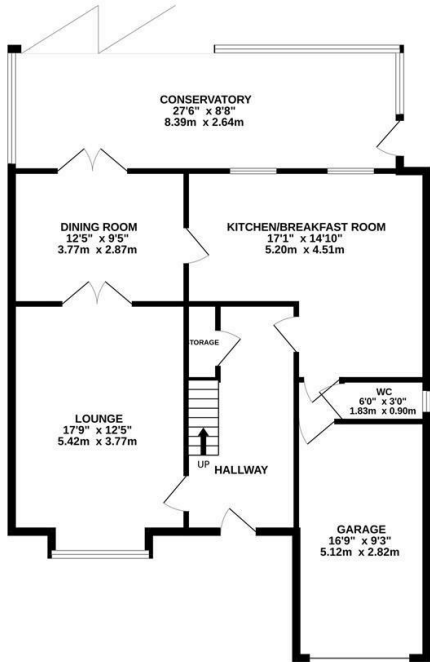 CONSERVATORY
27'6" x 8'8"
8.39m x 2.64m
DINING ROOM
12'5" x 9'5"
3.77m x 2.87m
KITCHEN/BREAKFAST ROOM
17'1" x 14'10"
5.20m x 4.51m
STORAGE
WC
6'0" x 3'0"
1.83m x 0.90m
LOUNGE
17'9" x 12'5"
5.42m x 3.77m
UP
HALLWAY
GARAGE
16'9" x 9'3"
5.12m x 2.82m